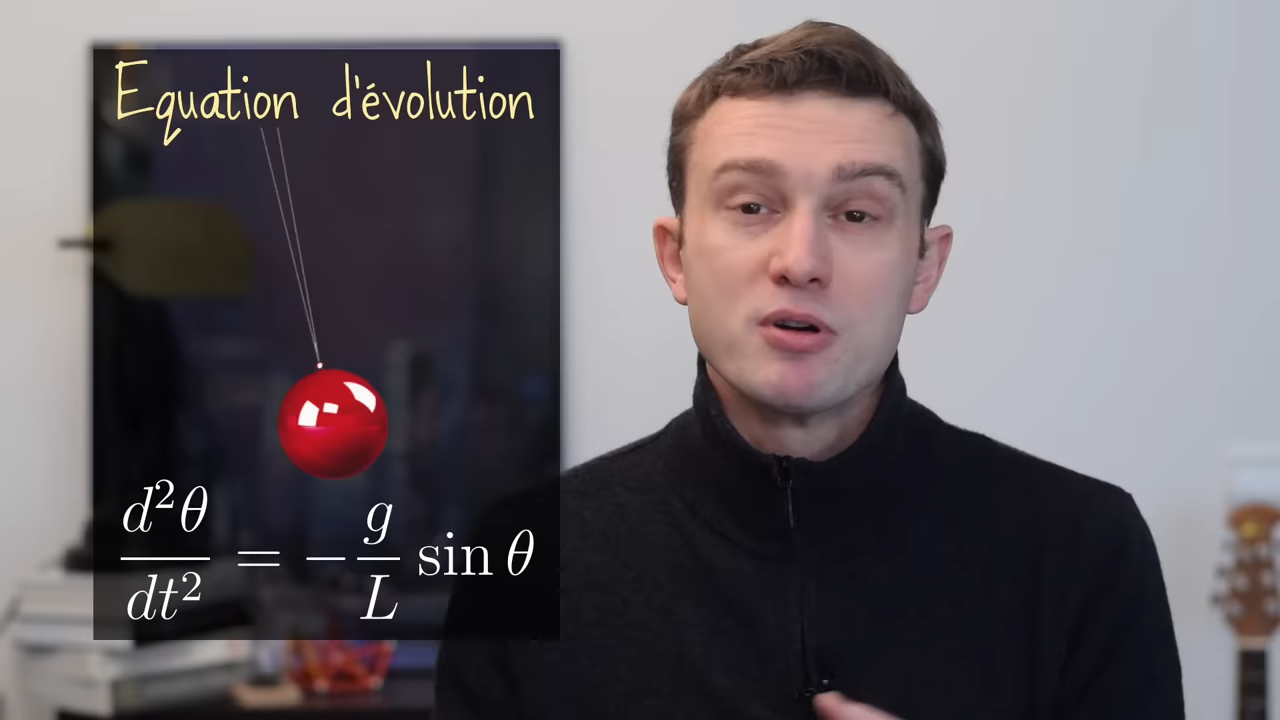 Equation d'évolution
d²θ/dt² = −g/L sin θ